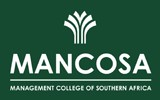 MANCOSA
MANAGEMENT COLLEGE OF SOUTHERN AFRICA